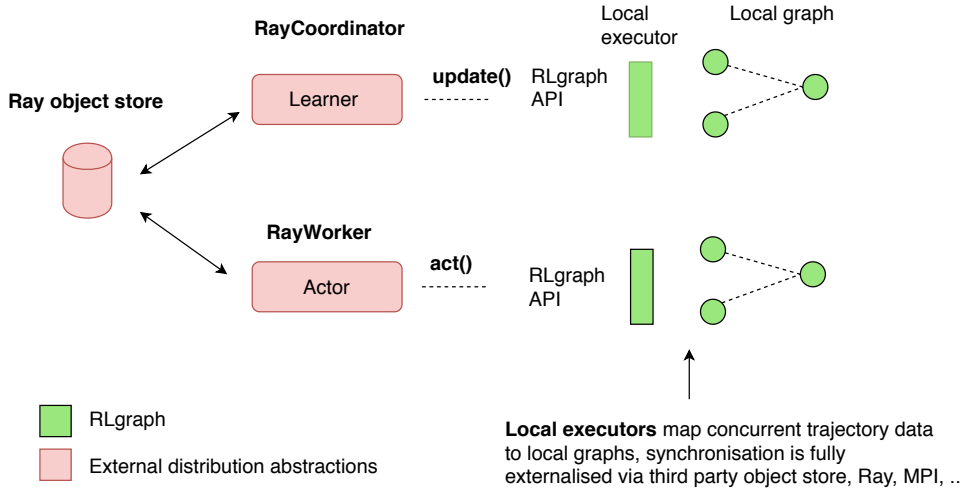 Local
executor
Local graph
RayCoordinator
Ray object store
Learner
update()
RLgraph
API
RayWorker
Actor
act()
RLgraph
API
RLgraph
External distribution abstractions
Local executors map concurrent trajectory data
to local graphs, synchronisation is fully
externalised via third party object store, Ray, MPI, ..